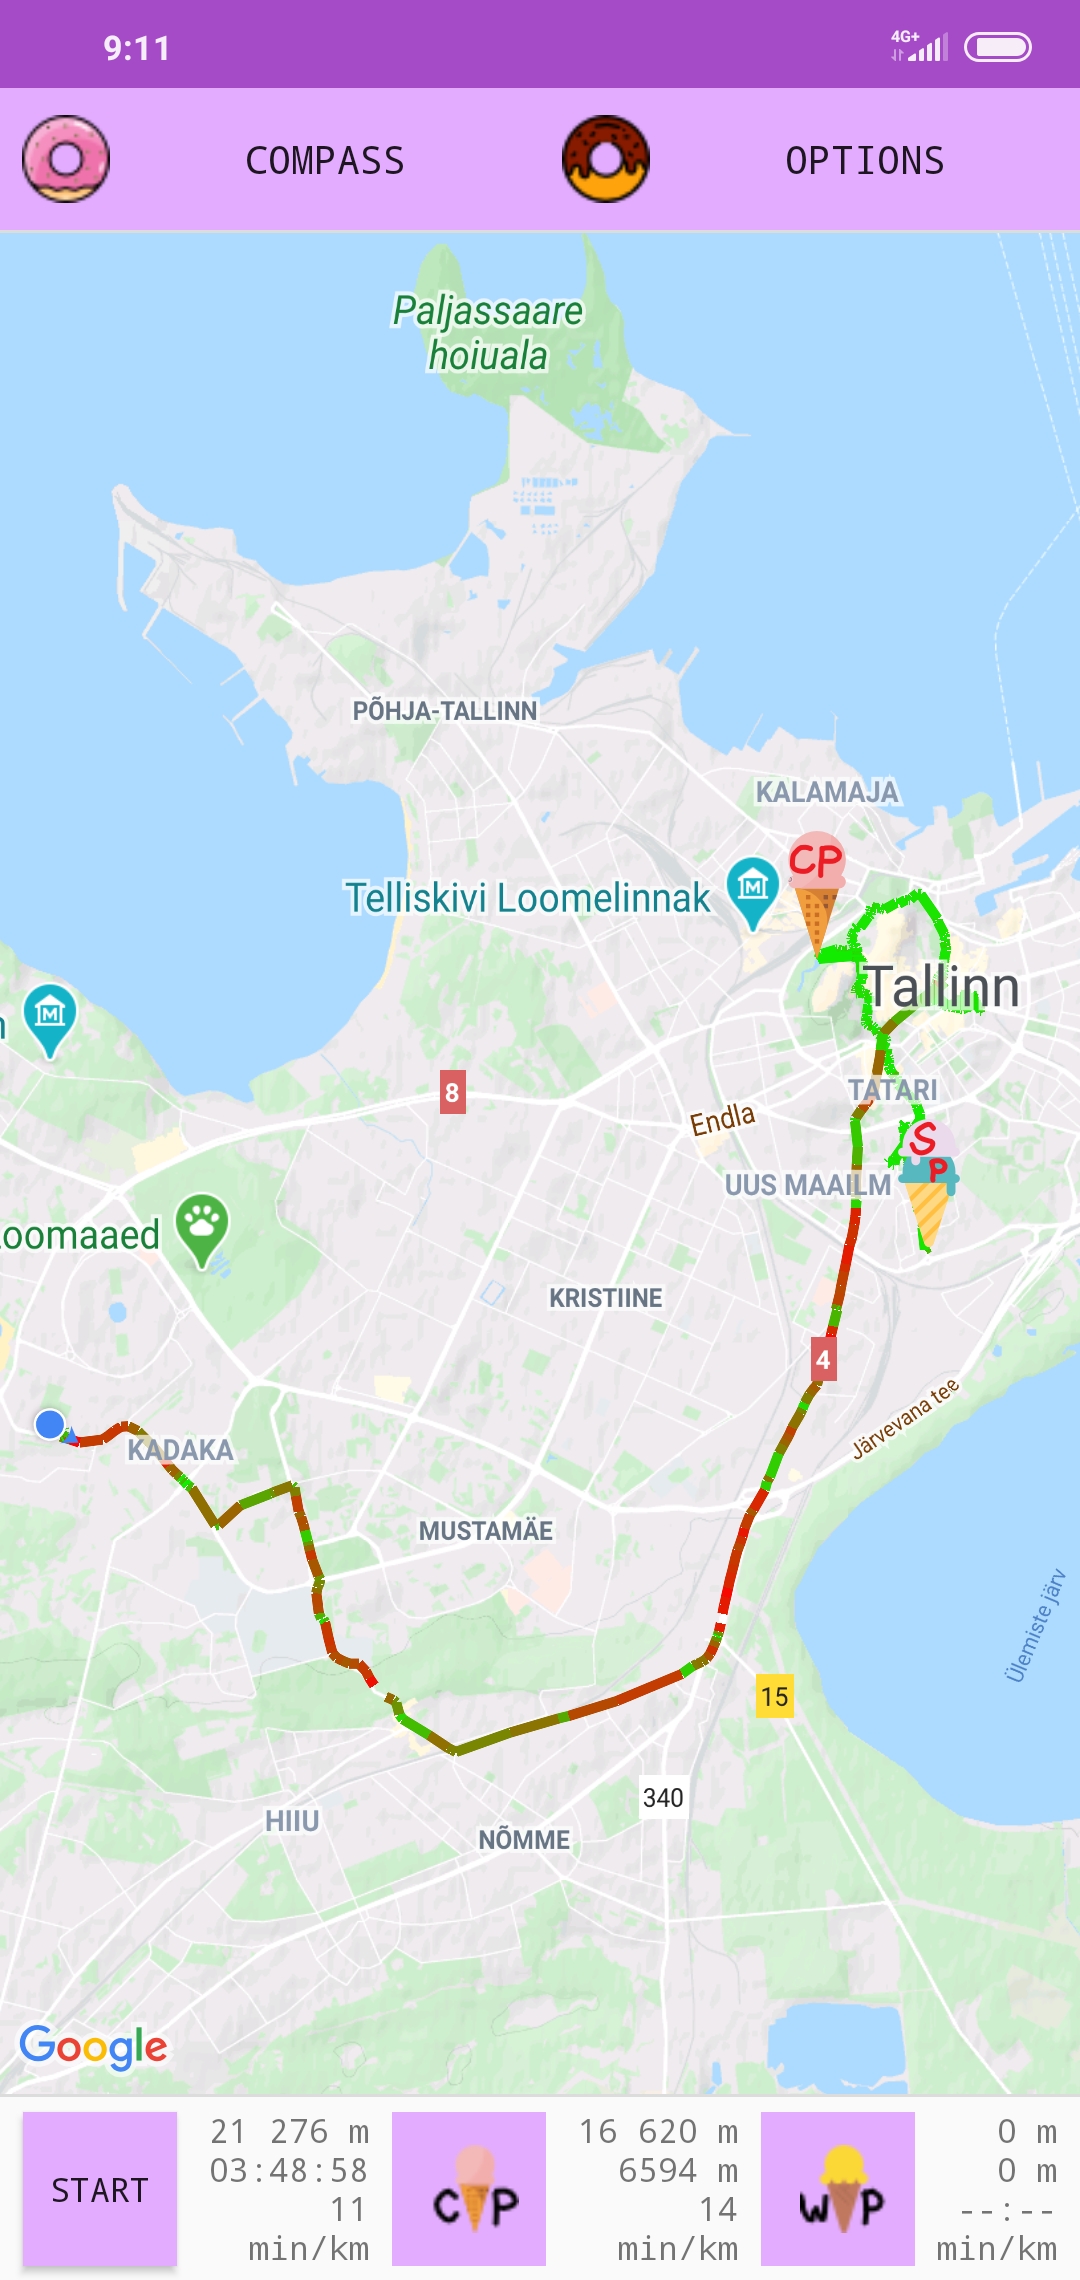 9:11
4G+
COMPASS
OPTIONS
Paljassaare
hoiuala
PÕHJA-TALLINN
KALAMAJA
CP
Telliskivi Loomelinnak
Tallinn
8
TATARI
Endla
S
P
UUS MAAILM
oomaaed
KRISTIINE
4
Järvevana tee
KADAKA
MUSTAMÄE
Ülemiste järv
15
340
HIIU
NÕMME
Google
START
21 276 m
03:48:58
11
min/km
CP
16 620 m
6594 m
14
min/km
WP
0 m
0 m
--:--
min/km